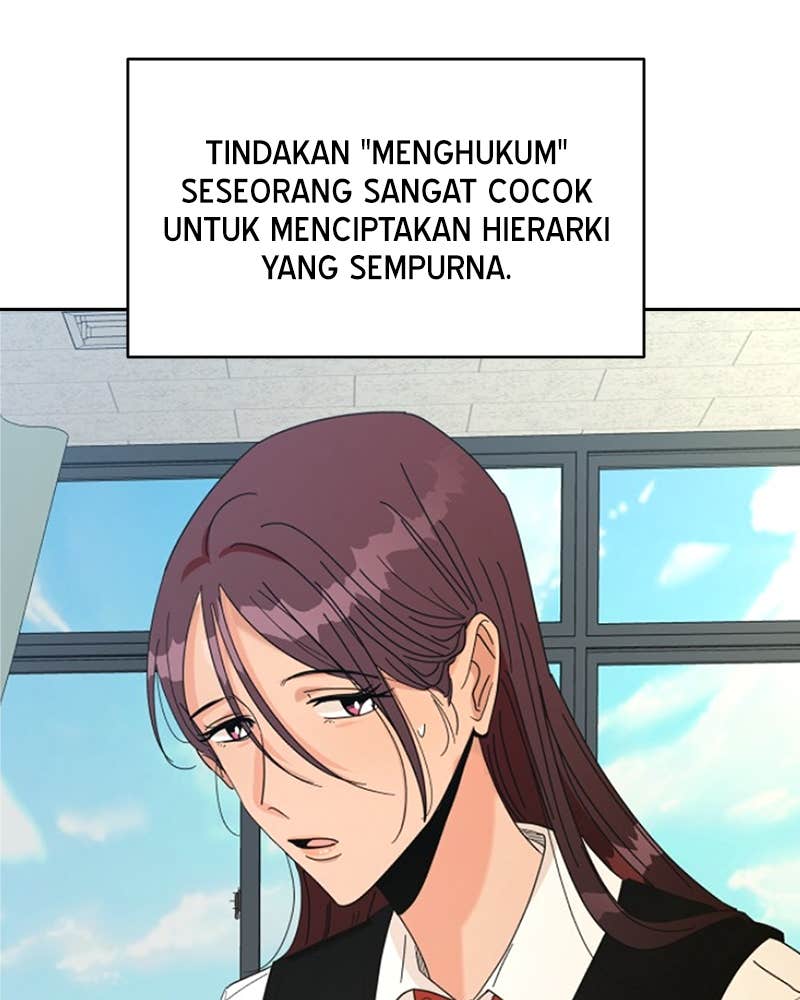 TINDAKAN "MENGHUKUM"
SESEORANG SANGAT COCOK
UNTUK MENCIPTAKAN HIERARKI
YANG SEMPURNA.